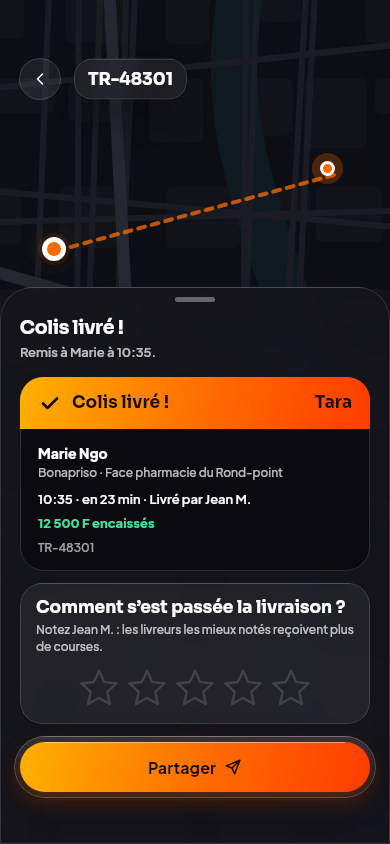 TR-48301
Colis livré !
Remis à Marie à 10:35.
Colis livré ! Tara
Marie Ngo
Bonapriso · Face pharmacie du Rond-point
10:35 · en 23 min · Livré par Jean M.
12 500 F encaissés
TR-48301
Comment s’est passée la livraison ?
Notez Jean M. : les livreurs les mieux notés reçoivent plus
de courses.
Partager